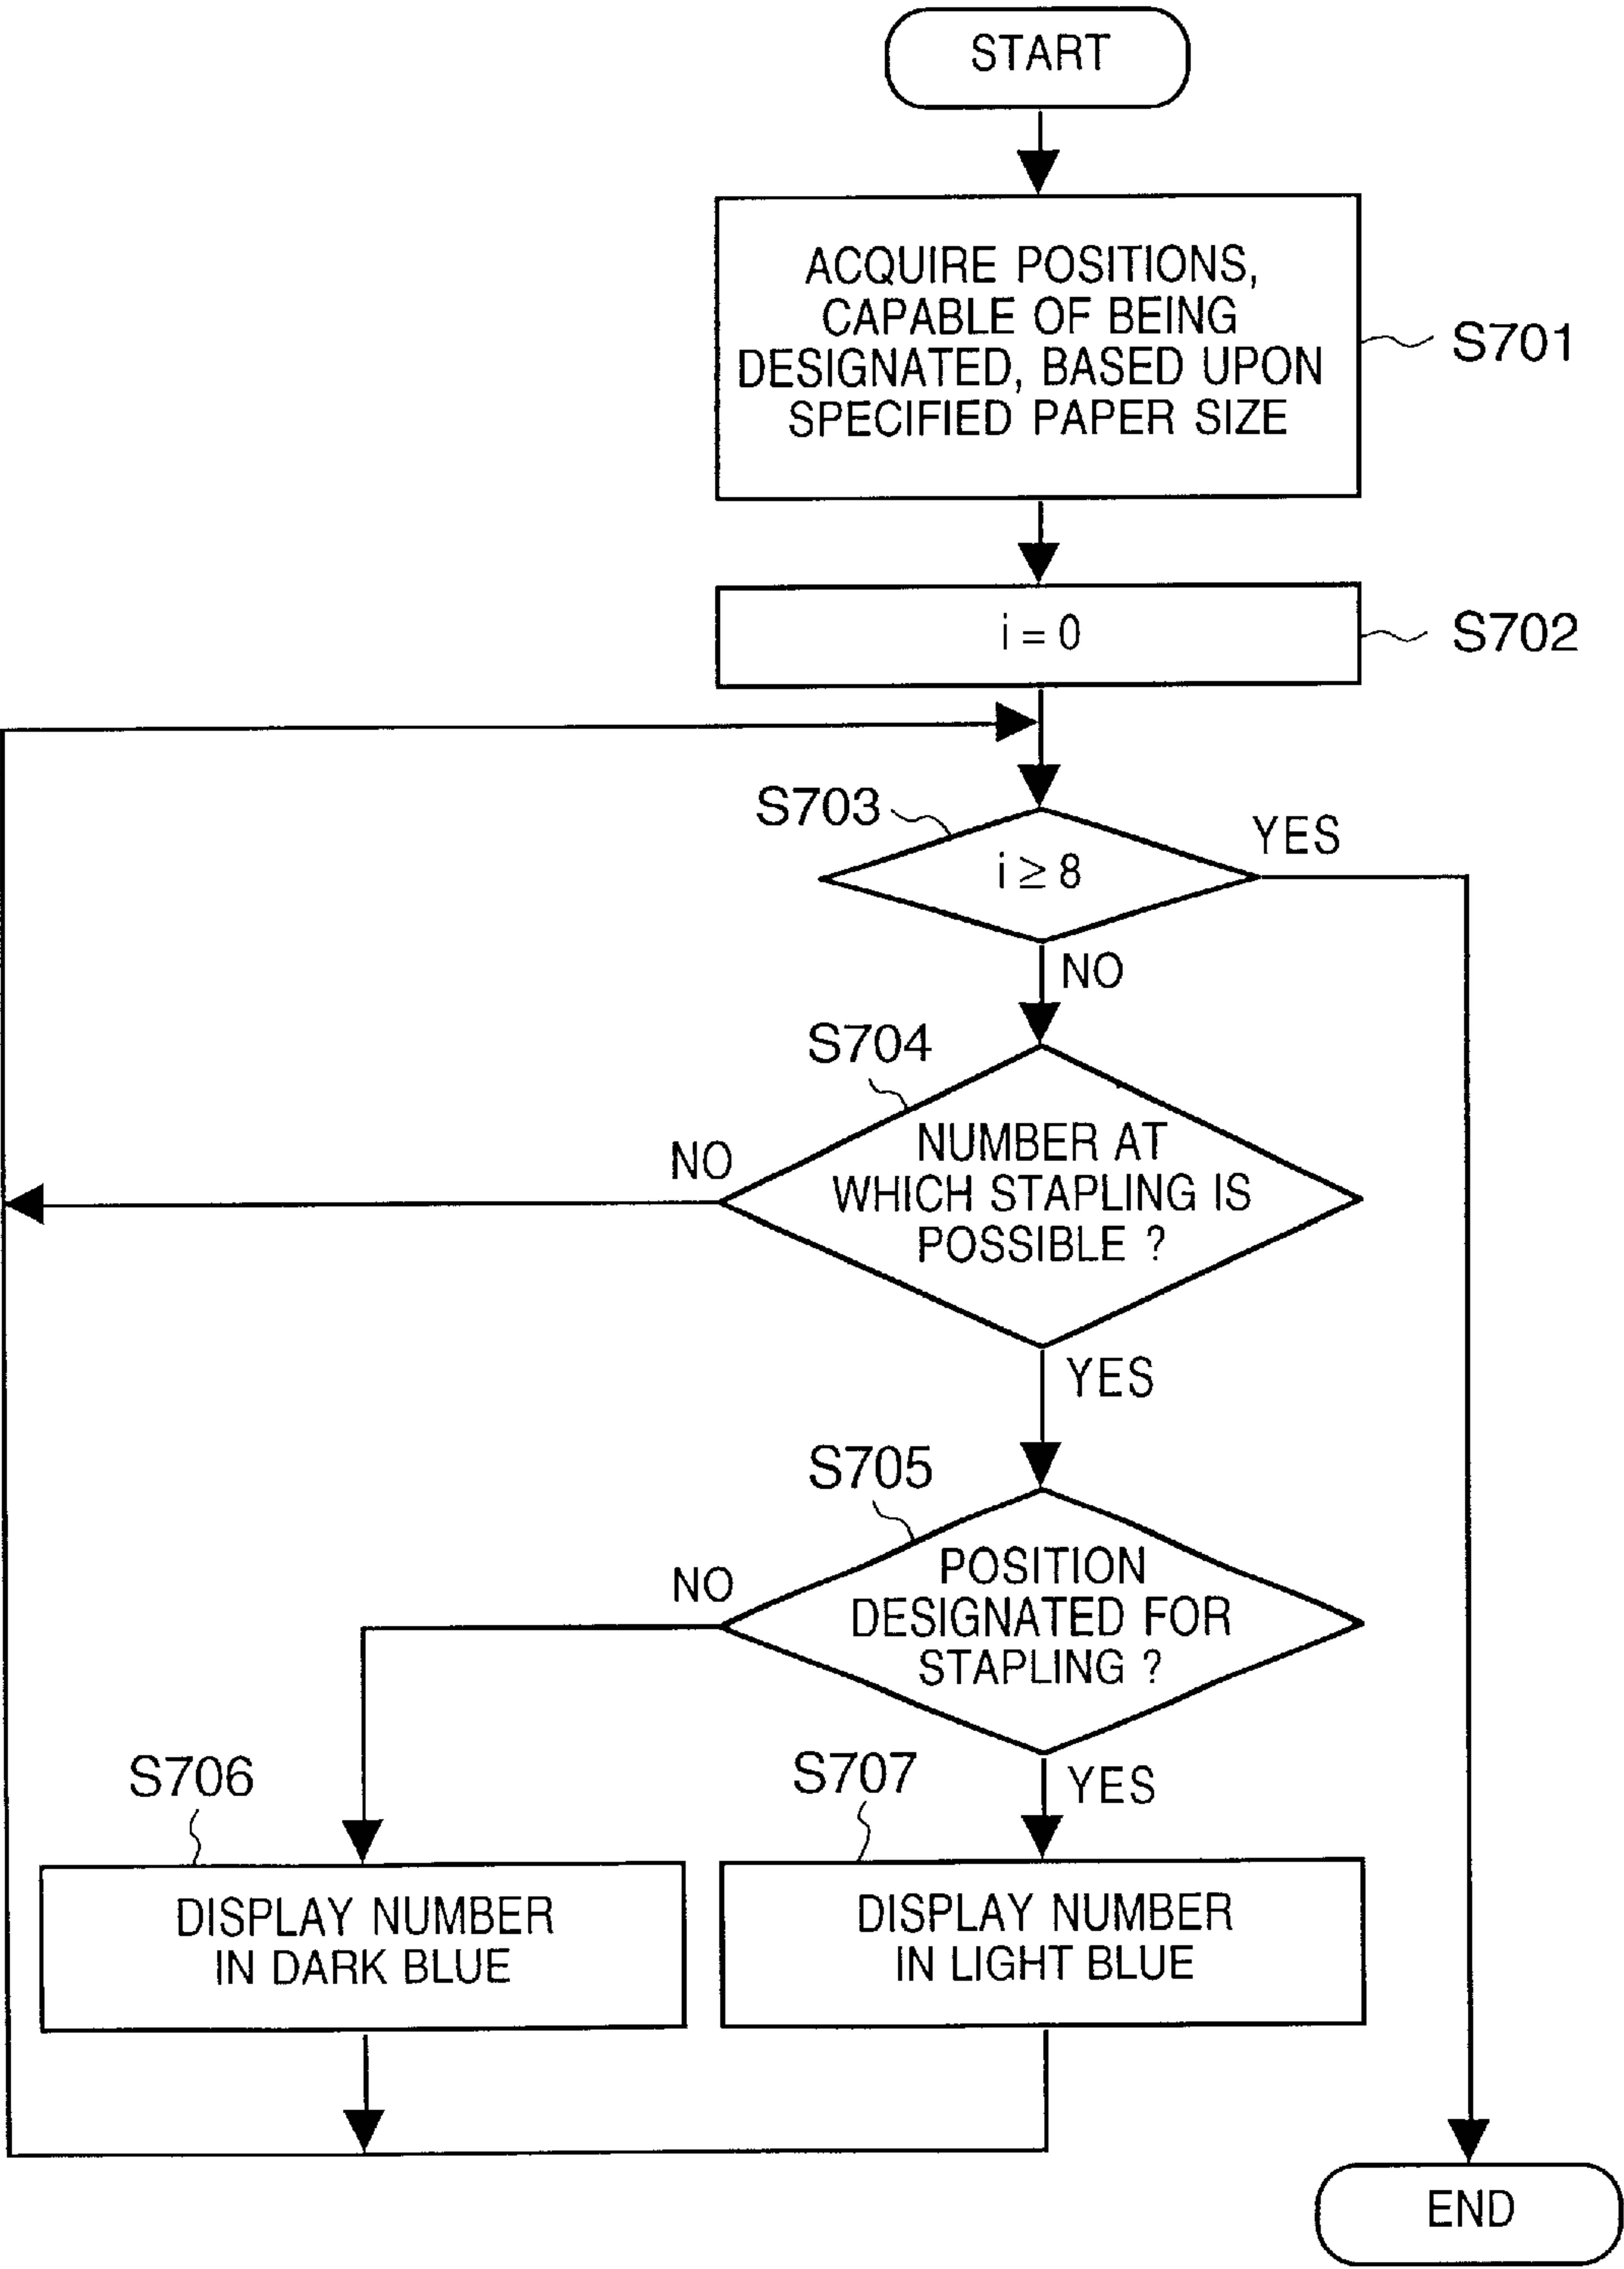 START
ACQUIRE POSITIONS,
CAPABLE OF BEING
DESIGNATED, BASED UPON
SPECIFIED PAPER SIZE
S701
i = 0
S702
S703
i ≥ 8
YES
NO
S704
NUMBER AT
WHICH STAPLING IS
POSSIBLE ?
NO
YES
S705
POSITION
DESIGNATED FOR
STAPLING ?
NO
YES
S706
DISPLAY NUMBER
IN DARK BLUE
S707
DISPLAY NUMBER
IN LIGHT BLUE
END